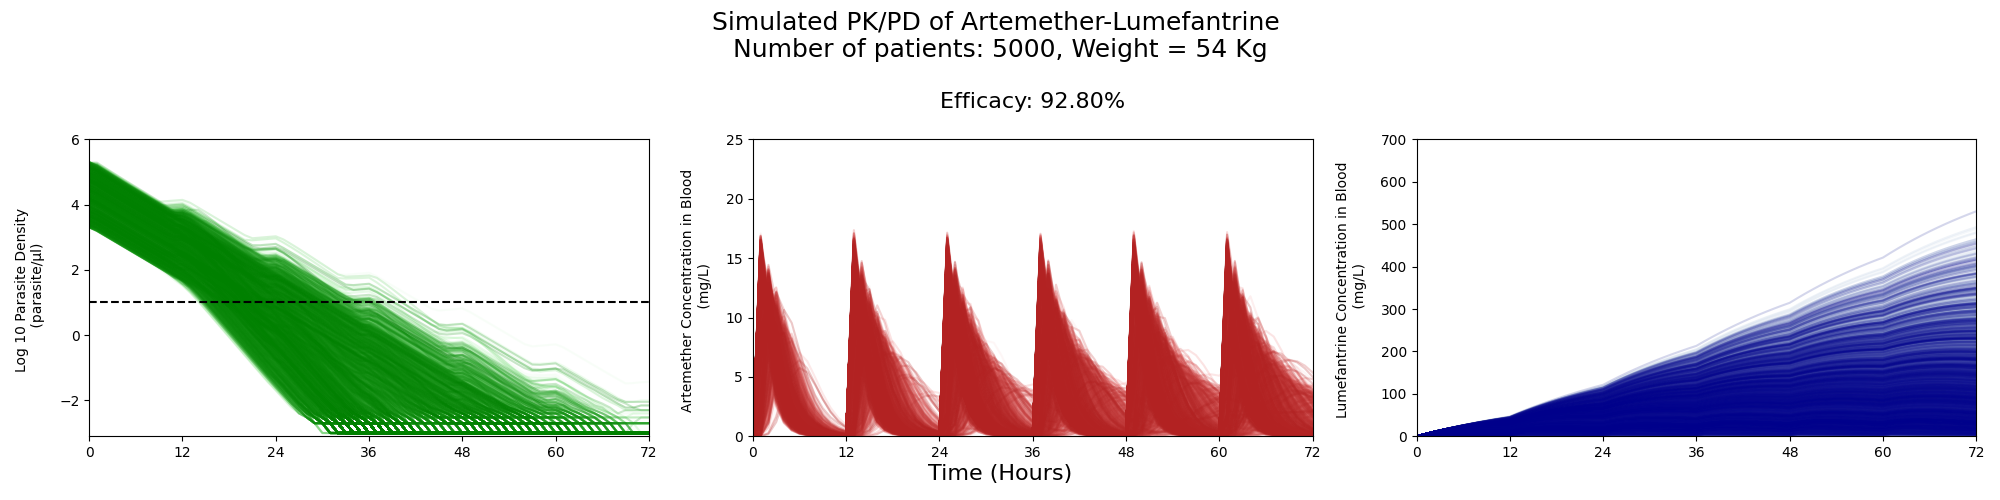 Simulated PK/PD of Artemether-Lumefantrine
Number of patients: 5000, Weight = 54 Kg
Efficacy: 92.80%
Log 10 Parasite Density
(parasite/µl)
6
4
2
0
−2
0 12 24 36 48 60 72
Artemether Concentration in Blood
(mg/L)
25
20
15
10
5
0
0 12 24 36 48 60 72
Lumefantrine Concentration in Blood
(mg/L)
700
600
500
400
300
200
100
0
0 12 24 36 48 60 72
Time (Hours)